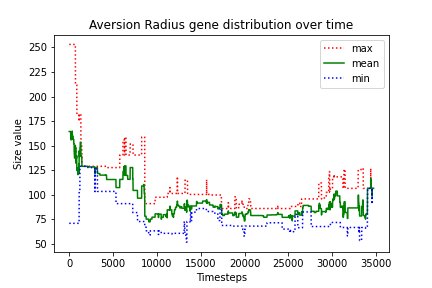 Aversion Radius gene distribution over time
max
mean
min
Size value
250
225
200
175
150
125
100
75
50
0 5000 10000 15000 20000 25000 30000 35000
Timesteps